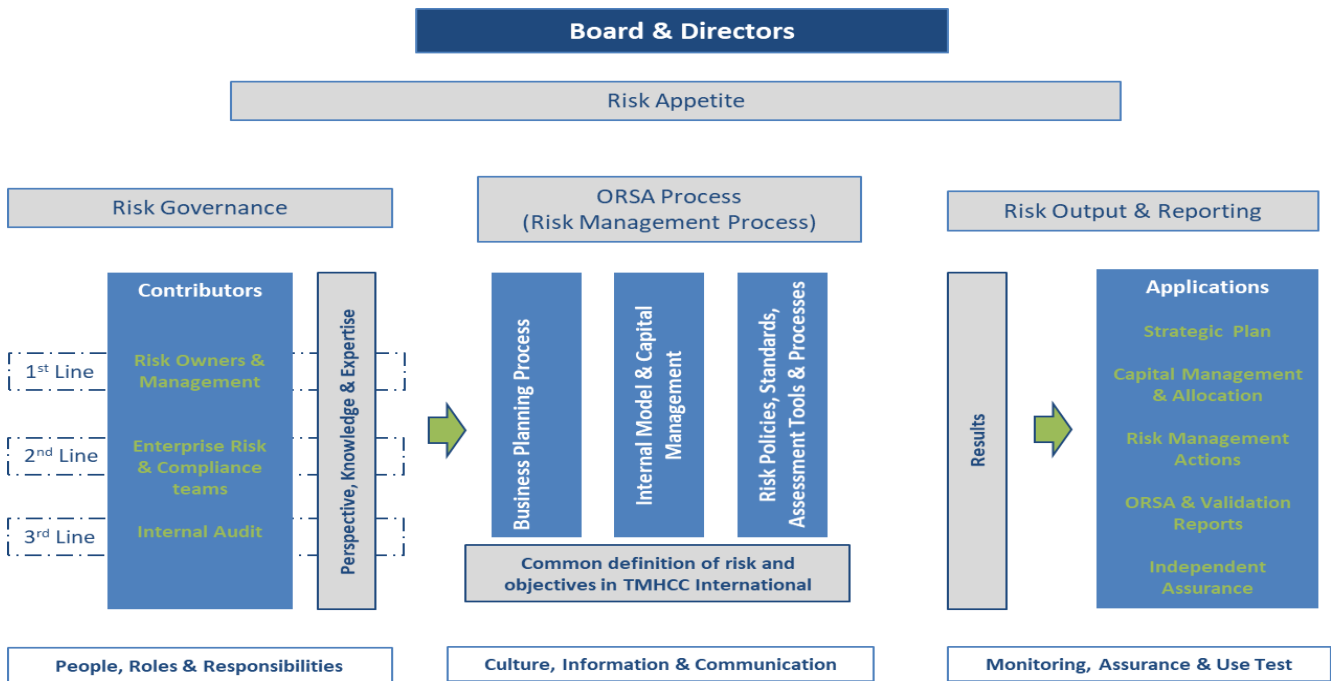 Board & Directors
Risk Appetite
Risk Governance
ORSA Process
(Risk Management Process)
Risk Output & Reporting
Contributors
1st Line
Risk Owners &
Management
2nd Line
Enterprise Risk
& Compliance
teams
3rd Line
Internal Audit
Perspective, Knowledge & Expertise
Business Planning Process
Internal Model & Capital
Management
Risk Policies, Standards,
Assessment Tools & Processes
Common definition of risk and
objectives in TMHCC International
Results
Applications
Strategic Plan
Capital Management
& Allocation
Risk Management
Actions
ORSA & Validation
Reports
Independent
Assurance
People, Roles & Responsibilities
Culture, Information & Communication
Monitoring, Assurance & Use Test